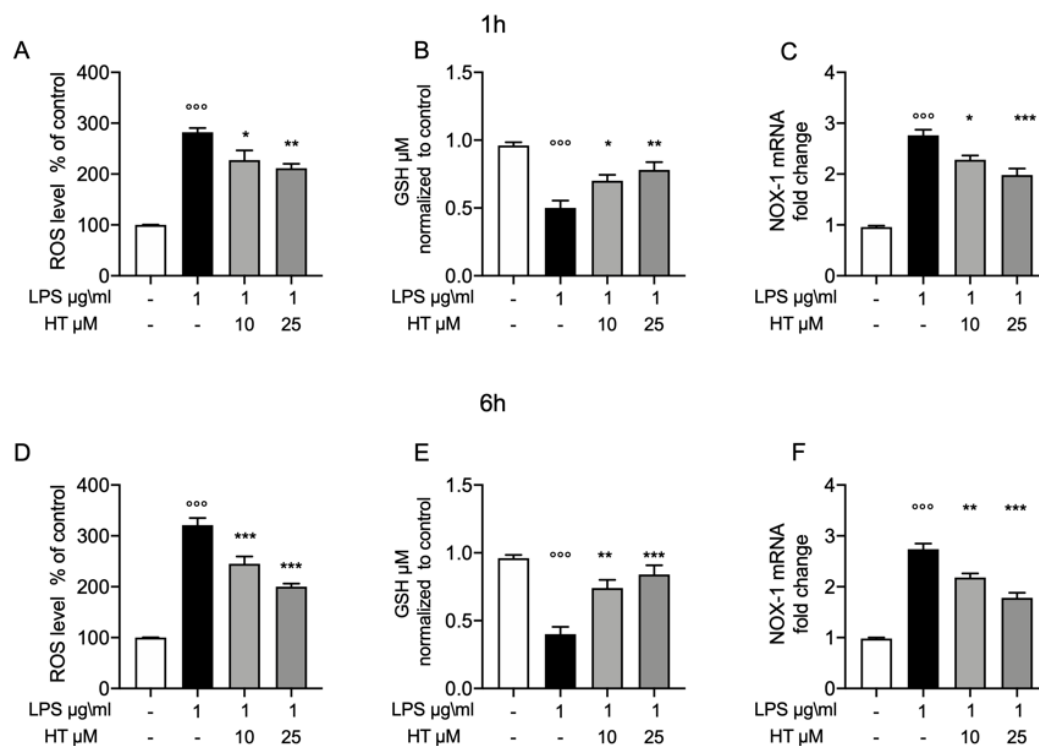 1h
A
ROS level % of control
400
300
200
100
0
°°°
*
**
LPS µg\ml - 1 1 1
HT µM - - 10 25
B
GSH µM
normalized to control
1.5
1.0
0.5
0.0
°°°
*
**
LPS µg\ml - 1 1 1
HT µM - - 10 25
C
NOX-1 mRNA
fold change
4
3
2
1
0
°°°
*
***
LPS µg\ml - 1 1 1
HT µM - - 10 25
6h
D
ROS level % of control
400
300
200
100
0
°°°
***
***
LPS µg\ml - 1 1 1
HT µM - - 10 25
E
GSH µM
normalized to control
1.5
1.0
0.5
0.0
°°°
**
***
LPS µg\ml - 1 1 1
HT µM - - 10 25
F
NOX-1 mRNA
fold change
4
3
2
1
0
°°°
**
***
LPS µg\ml - 1 1 1
HT µM - - 10 25